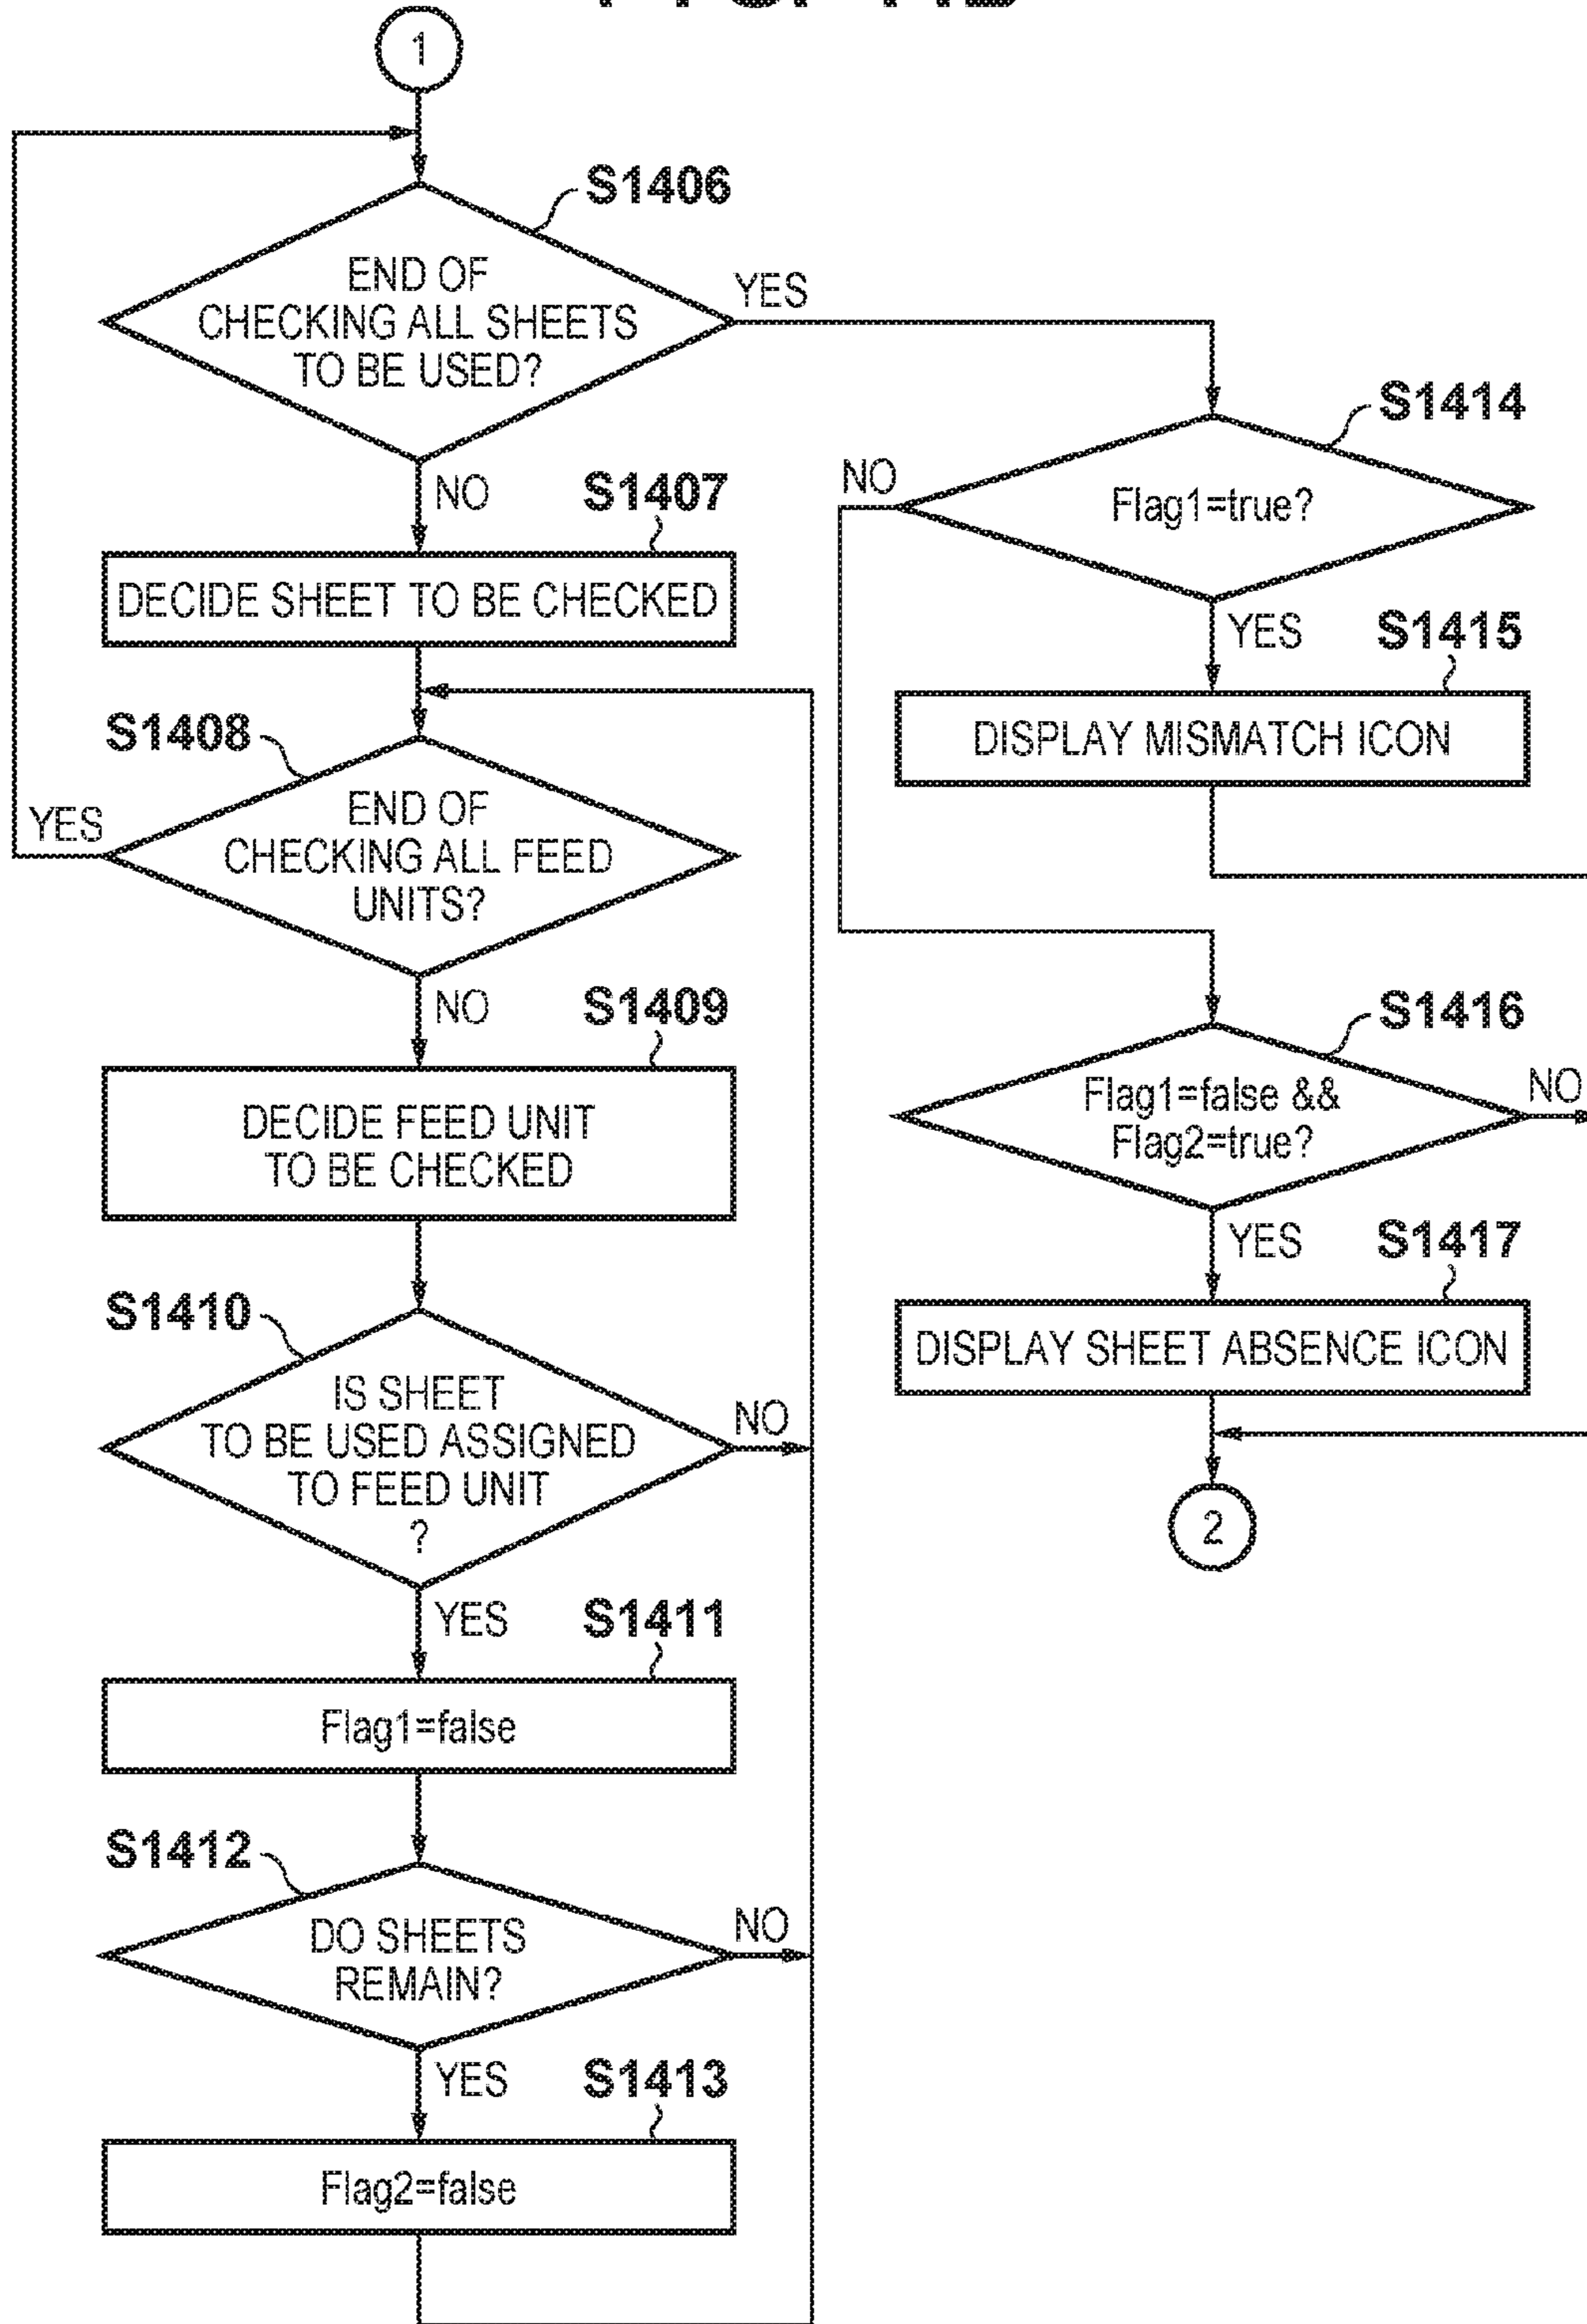 1
S1406
END OF
CHECKING ALL SHEETS
TO BE USED?
YES
NO
S1407
DECIDE SHEET TO BE CHECKED
S1408
END OF
CHECKING ALL FEED
UNITS?
YES
NO
S1409
DECIDE FEED UNIT
TO BE CHECKED
S1410
IS SHEET
TO BE USED ASSIGNED
TO FEED UNIT
?
NO
YES
S1411
Flag1=false
S1412
DO SHEETS
REMAIN?
NO
YES
S1413
Flag2=false
S1414
Flag1=true?
NO
YES
S1415
DISPLAY MISMATCH ICON
S1416
Flag1=false &&
Flag2=true?
NO
YES
S1417
DISPLAY SHEET ABSENCE ICON
2